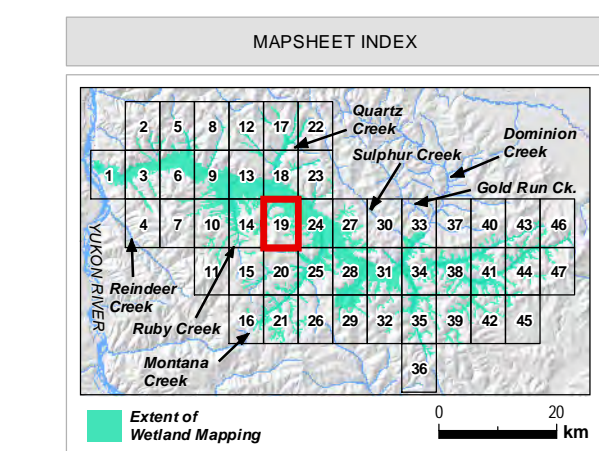 MAPSHEET INDEX
Quartz
Creek
Dominion
Creek
Sulphur Creek
Gold Run Ck.
2 5 8 12 17 22
1 3 6 9 13 18 23
4 7 10 14 19 24 27 30 33 37 40 43 46
11 15 20 25 28 31 34 38 41 44 47
16 21 26 29 32 35 39 42 45
36
YUKON RIVER
Reindeer
Creek
Ruby Creek
Montana
Creek
Extent of
Wetland Mapping
0 20
km